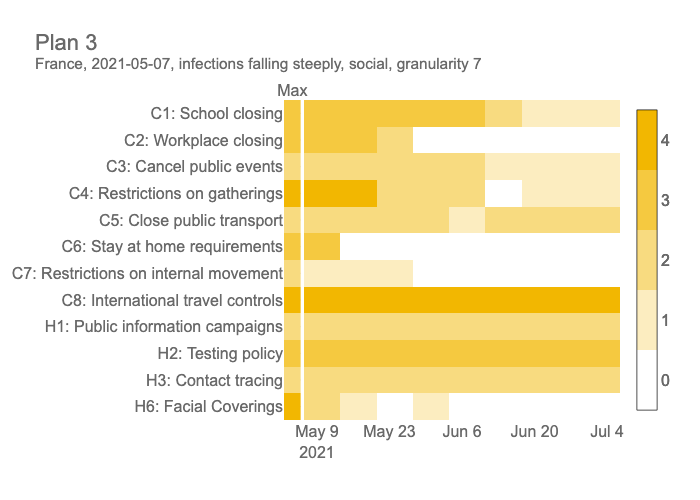 Plan 3
France, 2021-05-07, infections falling steeply, social, granularity 7
Max
C1: School closing
C2: Workplace closing
C3: Cancel public events
C4: Restrictions on gatherings
C5: Close public transport
C6: Stay at home requirements
C7: Restrictions on internal movement
C8: International travel controls
H1: Public information campaigns
H2: Testing policy
H3: Contact tracing
H6: Facial Coverings
4
3
2
1
0
May 9 May 23 Jun 6 Jun 20 Jul 4
2021